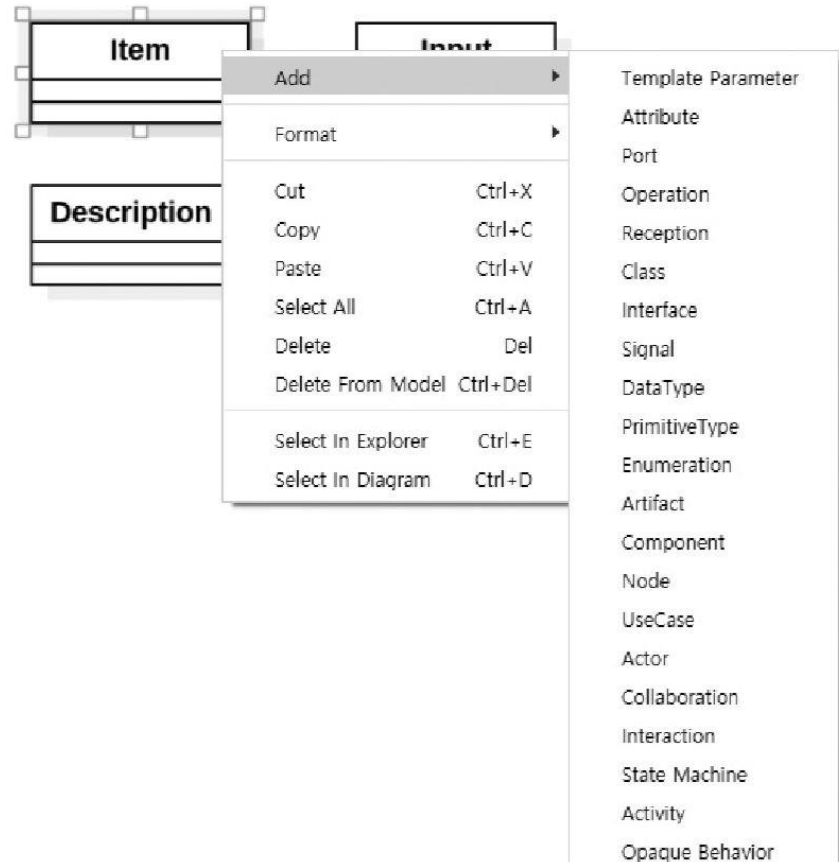 Item
Input
Description
Add
Format
Cut Ctrl+X
Copy Ctrl+C
Paste Ctrl+V
Select All Ctrl+A
Delete Del
Delete From Model Ctrl+Del
Select In Explorer Ctrl+E
Select In Diagram Ctrl+D
Template Parameter
Attribute
Port
Operation
Reception
Class
Interface
Signal
DataType
PrimitiveType
Enumeration
Artifact
Component
Node
UseCase
Actor
Collaboration
Interaction
State Machine
Activity
Opaque Behavior